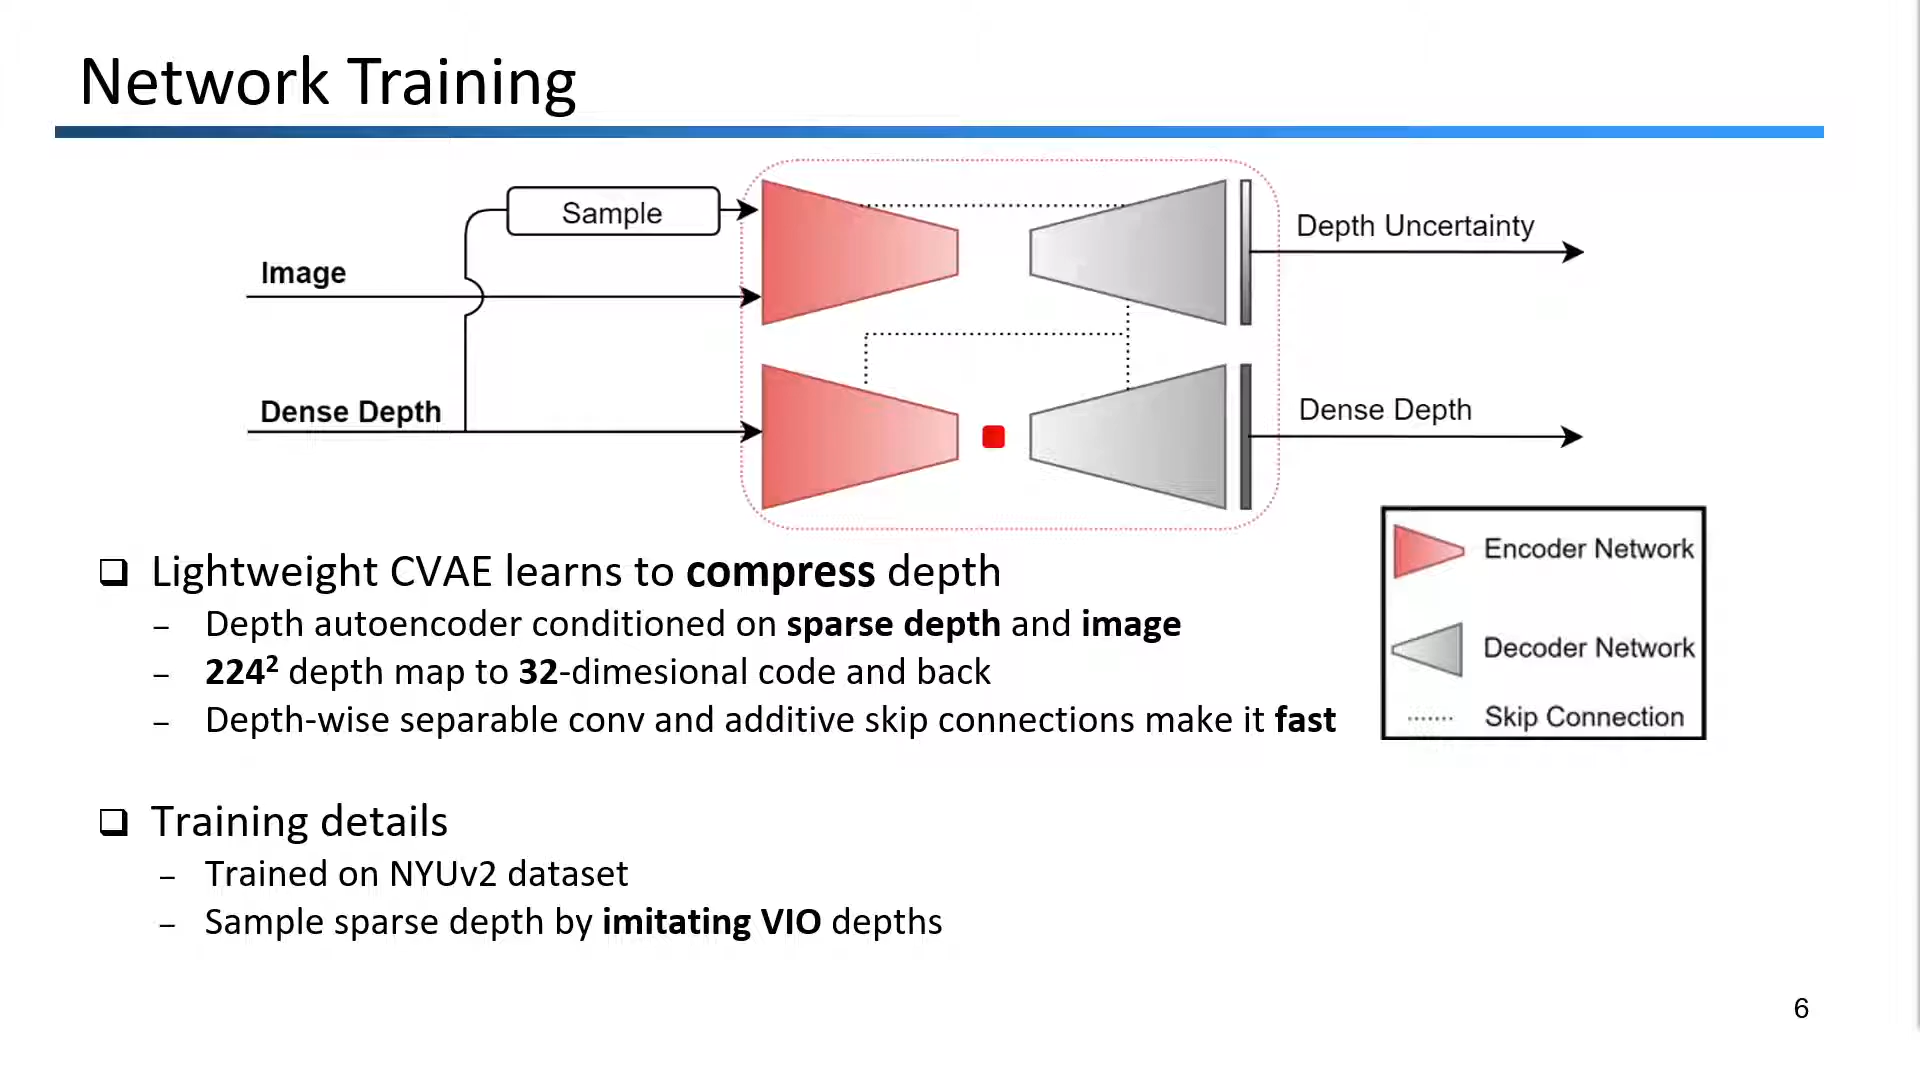 Network Training
Sample
Image
Depth Uncertainty
Dense Depth
Dense Depth
Encoder Network
Decoder Network
Skip Connection
❑ Lightweight CVAE learns to compress depth
– Depth autoencoder conditioned on sparse depth and image
– 224² depth map to 32-dimesional code and back
– Depth-wise separable conv and additive skip connections make it fast
❑ Training details
– Trained on NYUv2 dataset
– Sample sparse depth by imitating VIO depths
6